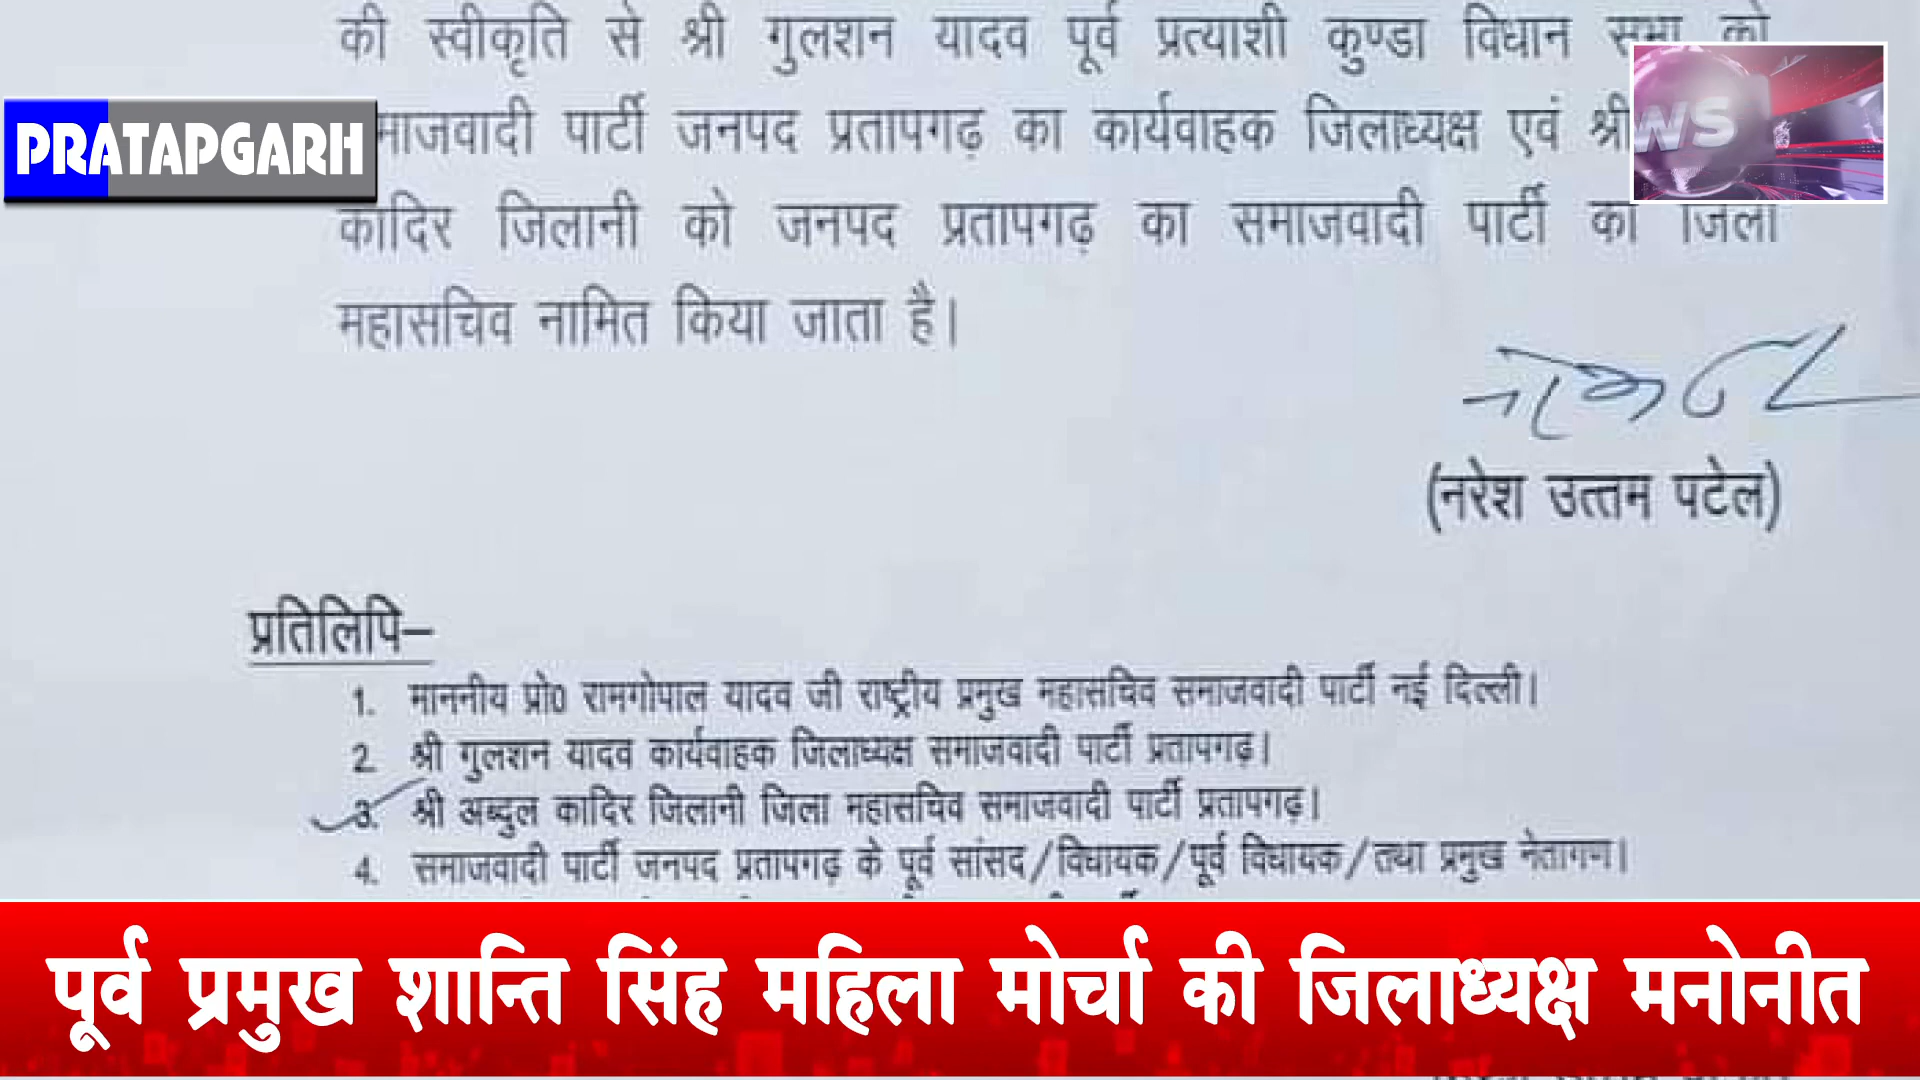 की स्वीकृति से श्री गुलशन यादव पूर्व प्रत्याशी कुण्डा विधान सभा को
PRATAPGARH
माजवादी पार्टी जनपद प्रतापगढ़ का कार्यवाहक जिलाध्यक्ष एवं श्री
WS
कादिर जिलानी को जनपद प्रतापगढ़ का समाजवादी पार्टी का जिला
महासचिव नामित किया जाता है।
(नरेश उत्तम पटेल)
प्रतिलिपि–
1. माननीय प्रो0 रामगोपाल यादव जी राष्ट्रीय प्रमुख महासचिव समाजवादी पार्टी नई दिल्ली।
2. श्री गुलशन यादव कार्यवाहक जिलाध्यक्ष समाजवादी पार्टी प्रतापगढ़।
3. श्री अब्दुल कादिर जिलानी जिला महासचिव समाजवादी पार्टी प्रतापगढ़।
4. समाजवादी पार्टी जनपद प्रतापगढ़ के पूर्व सांसद/विधायक/पूर्व विधायक/तथा प्रमुख नेतागण।
पूर्व प्रमुख शान्ति सिंह महिला मोर्चा की जिलाध्यक्ष मनोनीत